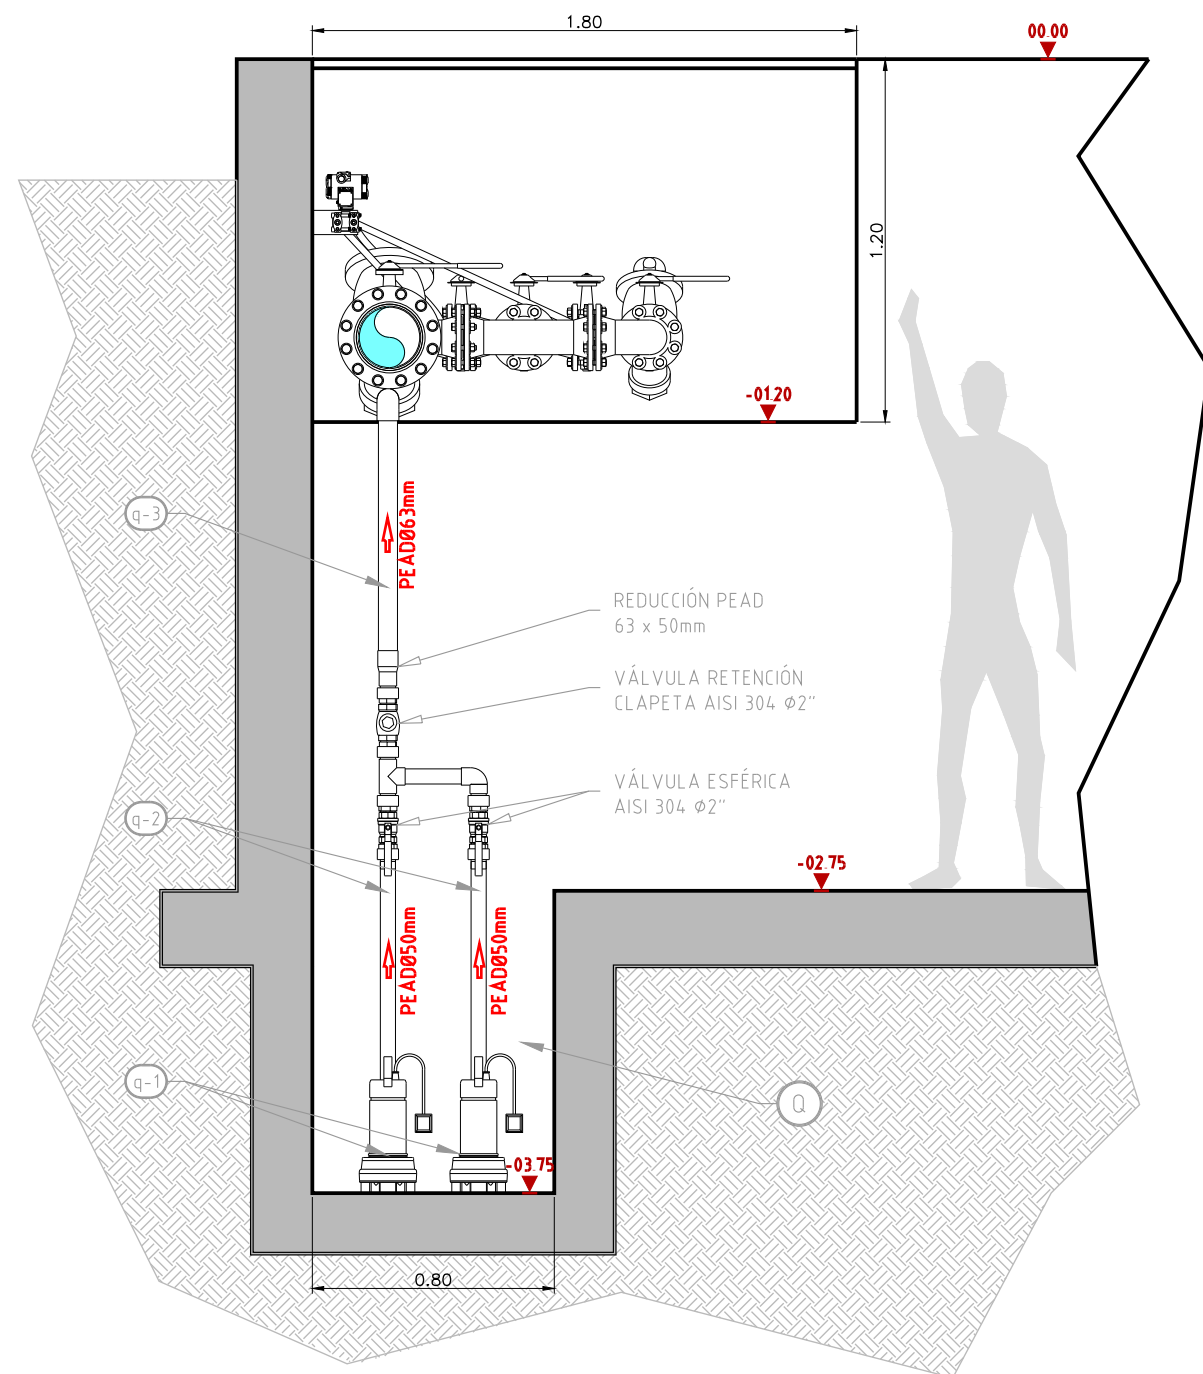 1.80
00.00
1.20
-01.20
q-3
PEADØ63mm
REDUCCIÓN PEAD
63 x 50mm
VÁLVULA RETENCIÓN
CLAPETA AISI 304 Ø2"
VÁLVULA ESFÉRICA
AISI 304 Ø2"
q-2
-02.75
PEADØ50mm
PEADØ50mm
q-1
Q
-03.75
0.80